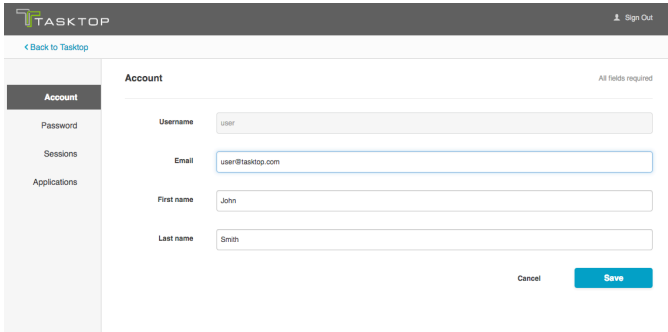 TASKTOP
Sign Out
< Back to Tasktop
Account
Password
Sessions
Applications
Account
All fields required
Username
user
Email
user@tasktop.com
First name
John
Last name
Smith
Cancel
Save